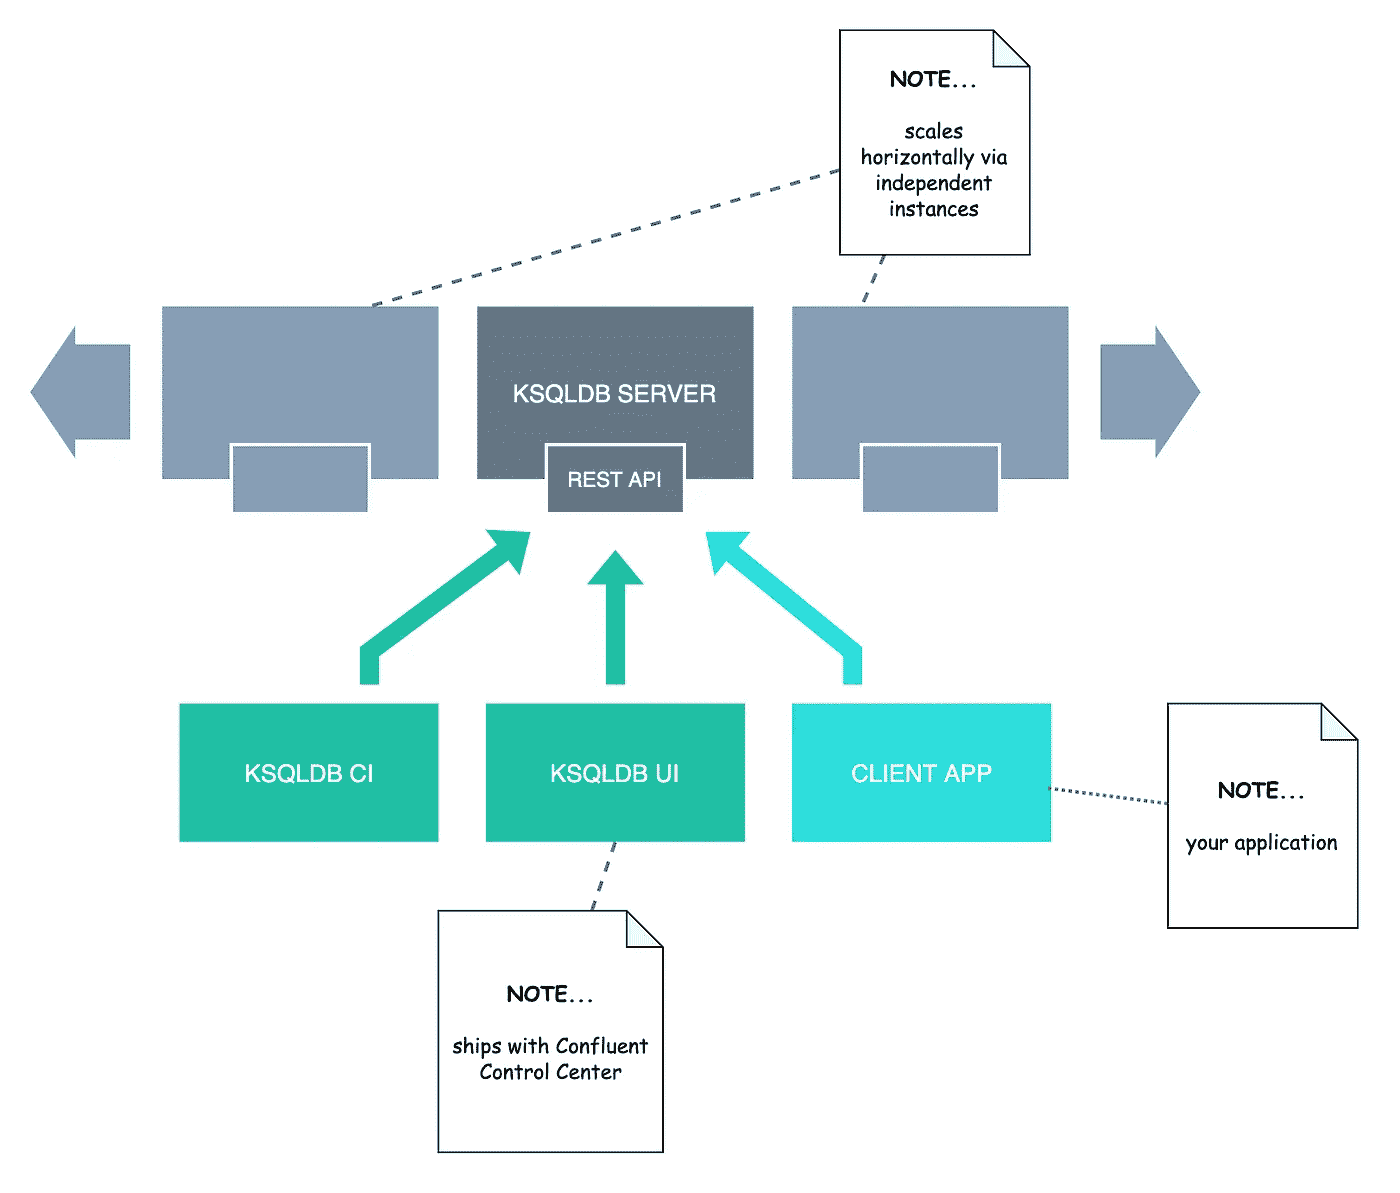 NOTE...
scales
horizontally via
independent
instances
KSQLDB SERVER
REST API
KSQLDB CI
KSQLDB UI
CLIENT APP
NOTE...
your application
NOTE...
ships with Confluent
Control Center